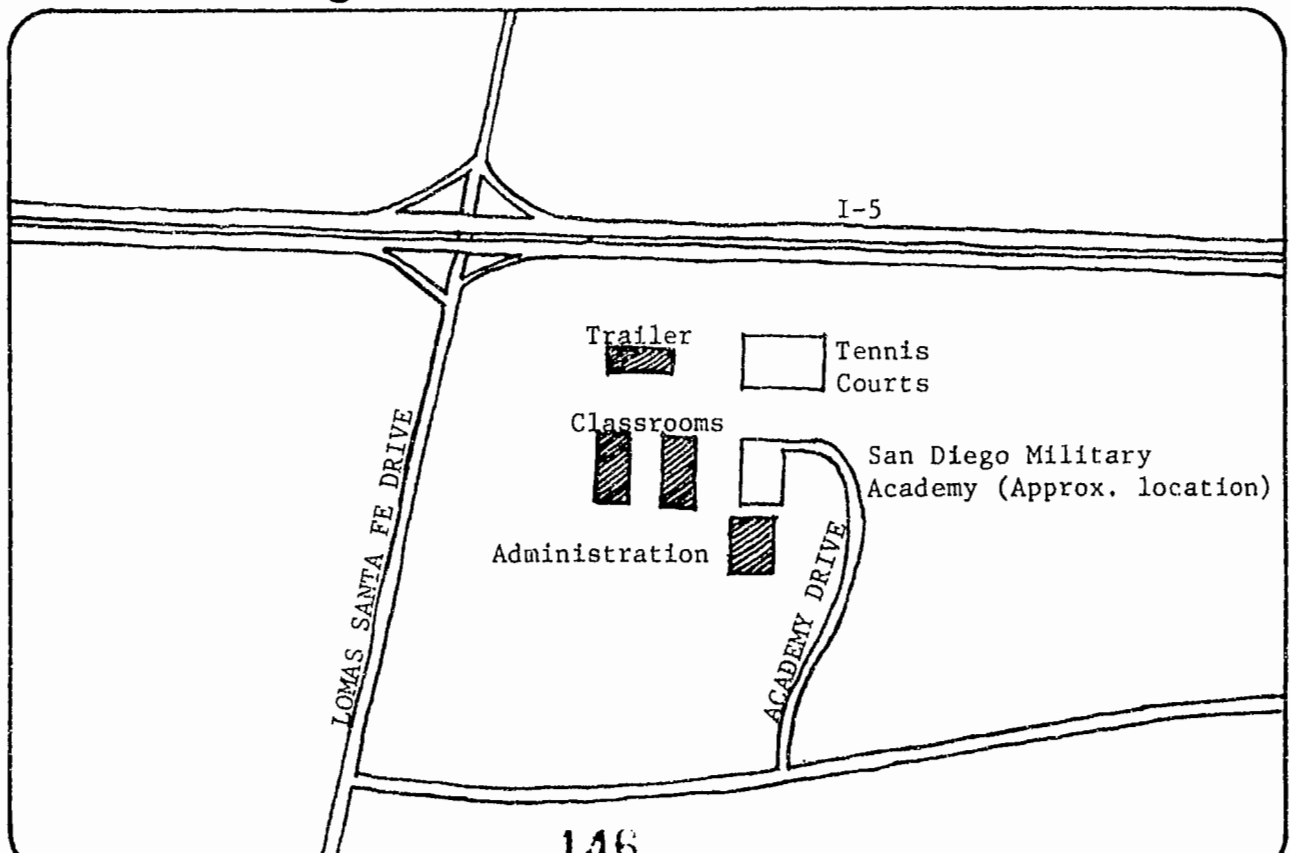 I-5
Trailer
Tennis
Courts
Classrooms
San Diego Military
Academy (Approx. location)
Administration
LOMAS SANTA FE DRIVE
ACADEMY DRIVE
146